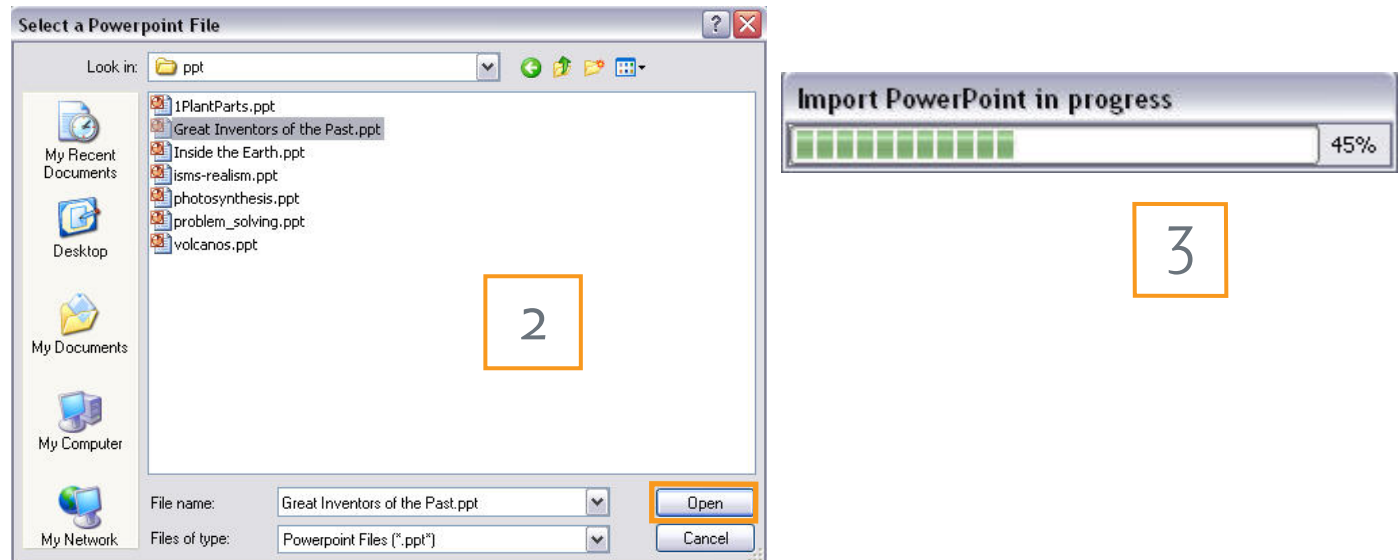 Select a Powerpoint File
Look in:
ppt
1PlantParts.ppt
Great Inventors of the Past.ppt
Inside the Earth.ppt
isms-realism.ppt
photosynthesis.ppt
problem_solving.ppt
volcanos.ppt
My Recent
Documents
Desktop
My Documents
My Computer
My Network
File name:
Great Inventors of the Past.ppt
Open
Files of type:
Powerpoint Files (*.ppt*)
Cancel
2
Import PowerPoint in progress
45%
3